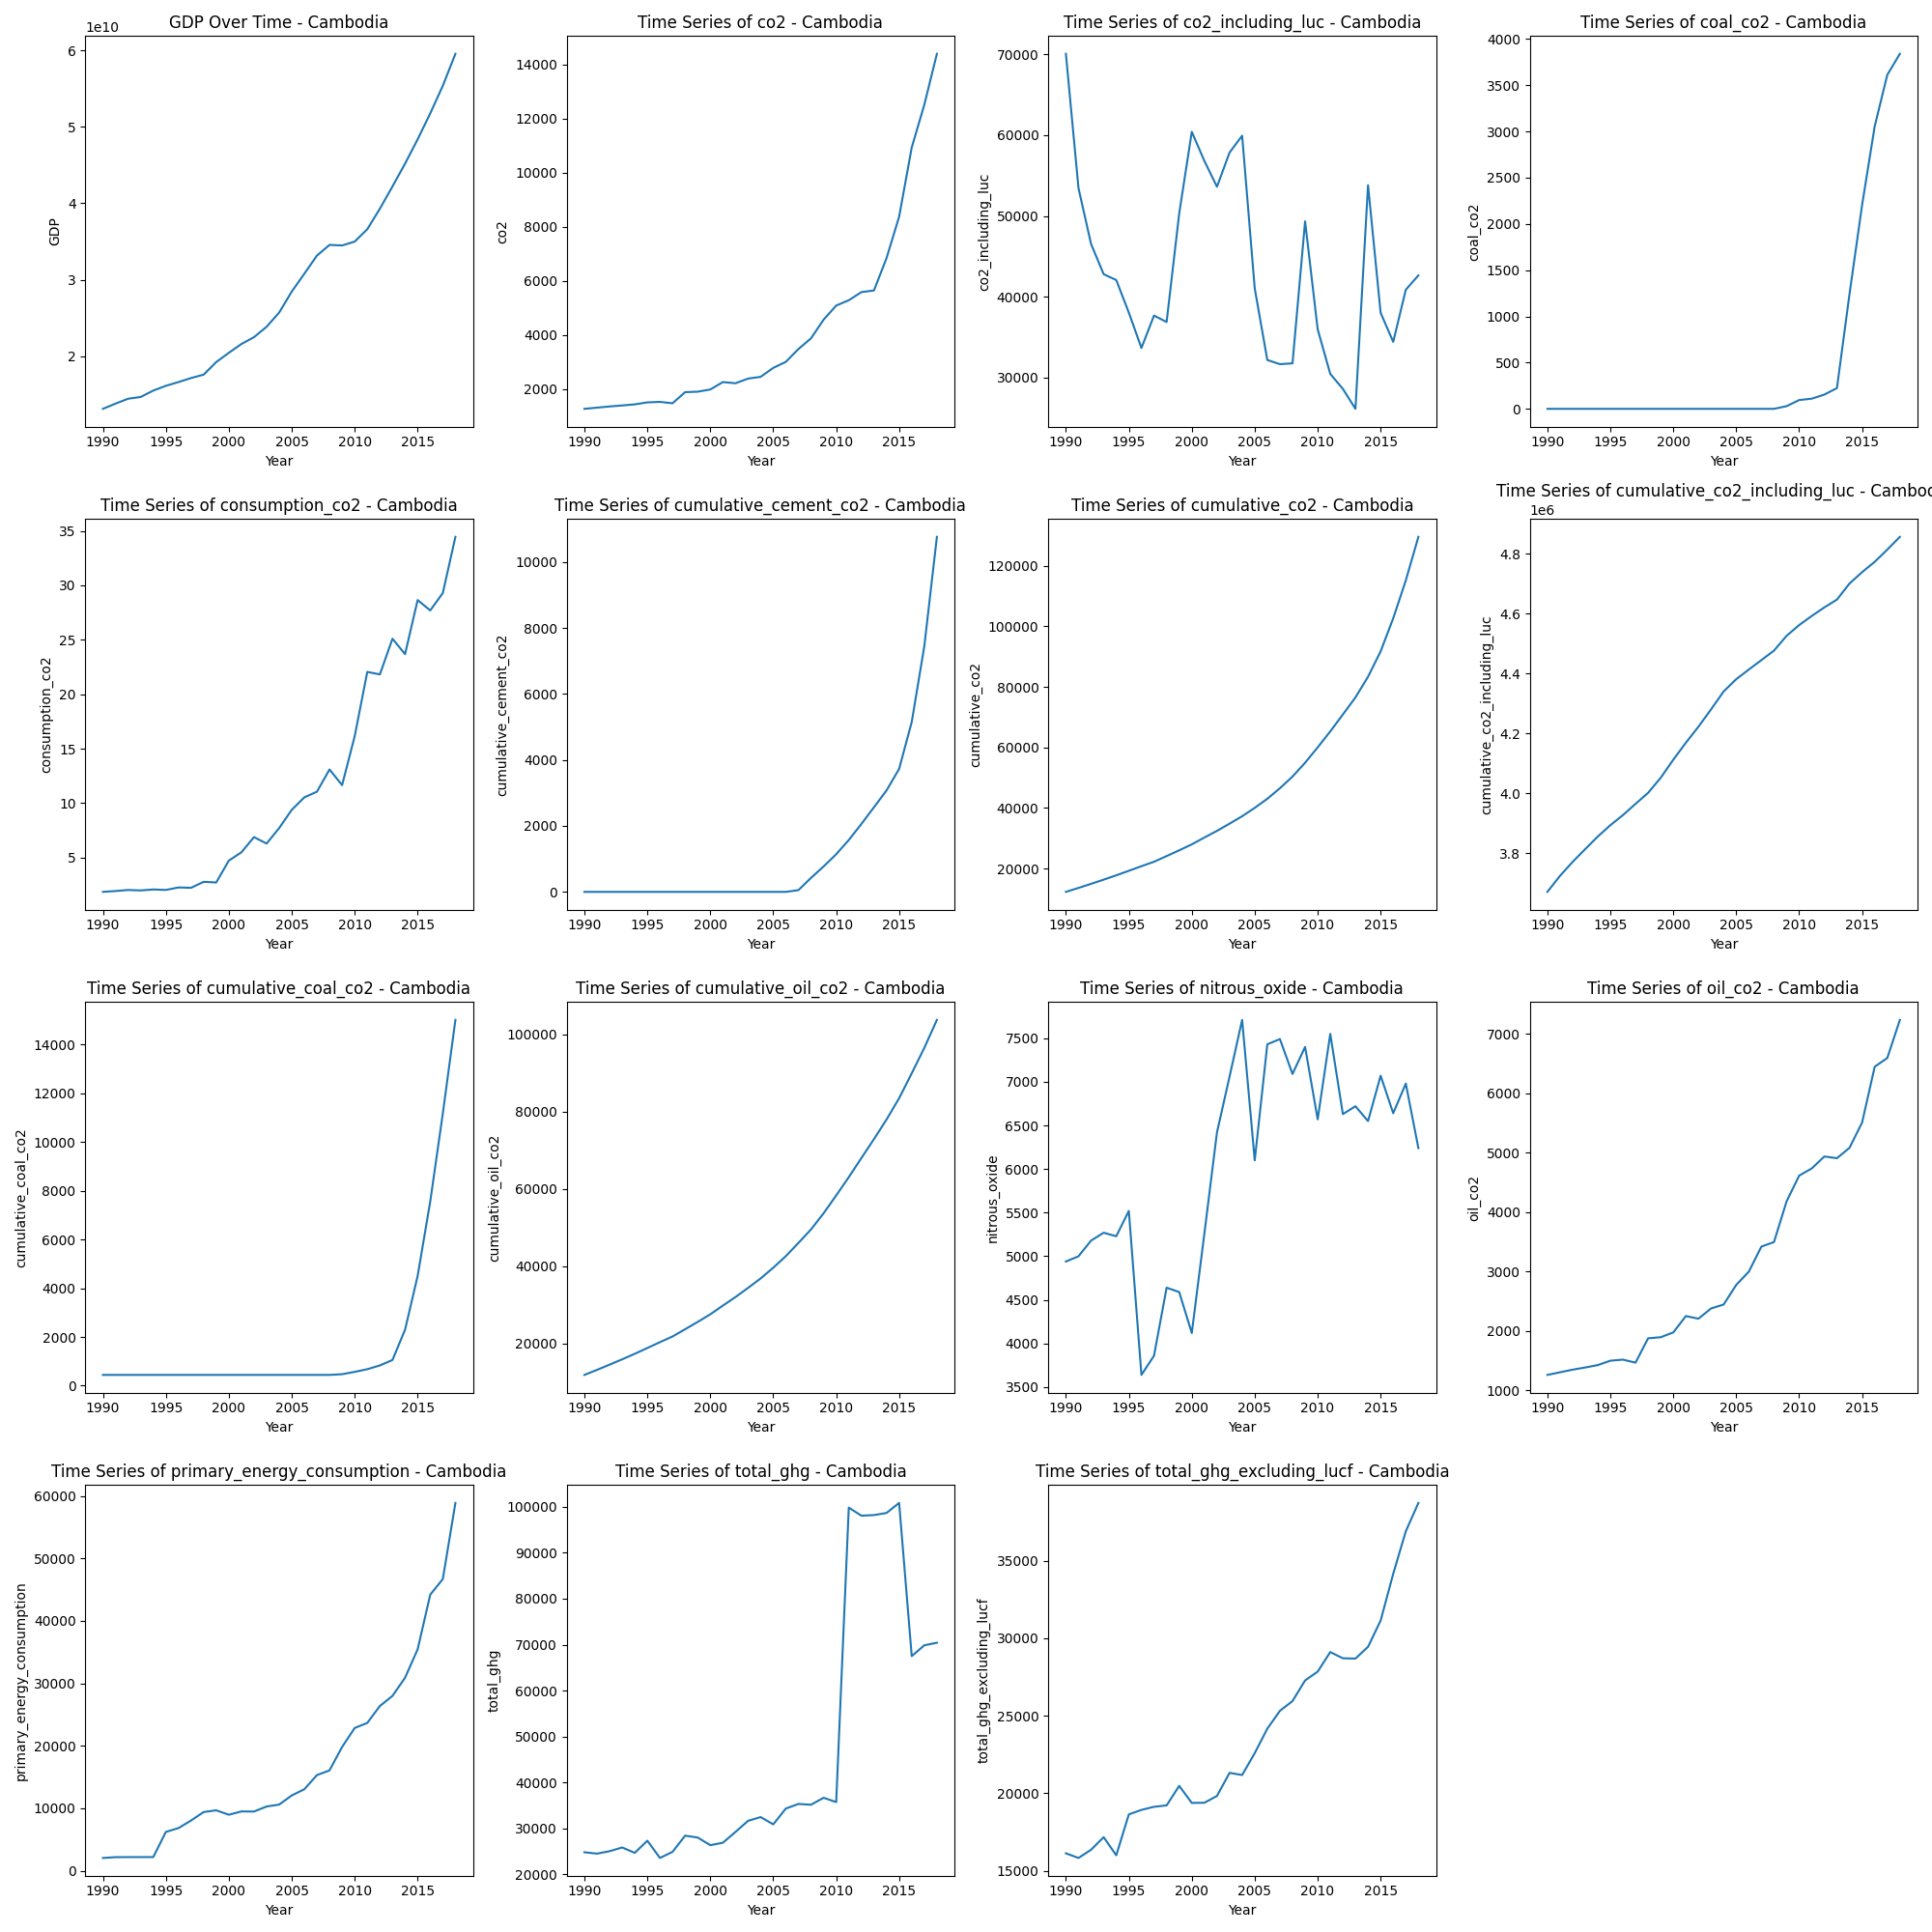 GDP Over Time - Cambodia
1e10
6
5
4
3
2
GDP
1990 1995 2000 2005 2010 2015
Year
Time Series of co2 - Cambodia
14000
12000
10000
8000
6000
4000
2000
co2
1990 1995 2000 2005 2010 2015
Year
Time Series of co2_including_luc - Cambodia
70000
60000
50000
40000
30000
co2_including_luc
1990 1995 2000 2005 2010 2015
Year
Time Series of coal_co2 - Cambodia
4000
3500
3000
2500
2000
1500
1000
500
0
coal_co2
1990 1995 2000 2005 2010 2015
Year
Time Series of consumption_co2 - Cambodia
35
30
25
20
15
10
5
consumption_co2
1990 1995 2000 2005 2010 2015
Year
Time Series of cumulative_cement_co2 - Cambodia
10000
8000
6000
4000
2000
0
cumulative_cement_co2
1990 1995 2000 2005 2010 2015
Year
Time Series of cumulative_co2 - Cambodia
120000
100000
80000
60000
40000
20000
cumulative_co2
1990 1995 2000 2005 2010 2015
Year
Time Series of cumulative_co2_including_luc - Cambo
1e6
4.8
4.6
4.4
4.2
4.0
3.8
cumulative_co2_including_luc
1990 1995 2000 2005 2010 2015
Year
Time Series of cumulative_coal_co2 - Cambodia
14000
12000
10000
8000
6000
4000
2000
0
cumulative_coal_co2
1990 1995 2000 2005 2010 2015
Year
Time Series of cumulative_oil_co2 - Cambodia
100000
80000
60000
40000
20000
cumulative_oil_co2
1990 1995 2000 2005 2010 2015
Year
Time Series of nitrous_oxide - Cambodia
7500
7000
6500
6000
5500
5000
4500
4000
3500
nitrous_oxide
1990 1995 2000 2005 2010 2015
Year
Time Series of oil_co2 - Cambodia
7000
6000
5000
4000
3000
2000
1000
oil_co2
1990 1995 2000 2005 2010 2015
Year
Time Series of primary_energy_consumption - Cambodia
60000
50000
40000
30000
20000
10000
0
primary_energy_consumption
1990 1995 2000 2005 2010 2015
Year
Time Series of total_ghg - Cambodia
100000
90000
80000
70000
60000
50000
40000
30000
20000
total_ghg
1990 1995 2000 2005 2010 2015
Year
Time Series of total_ghg_excluding_lucf - Cambodia
35000
30000
25000
20000
15000
total_ghg_excluding_lucf
1990 1995 2000 2005 2010 2015
Year